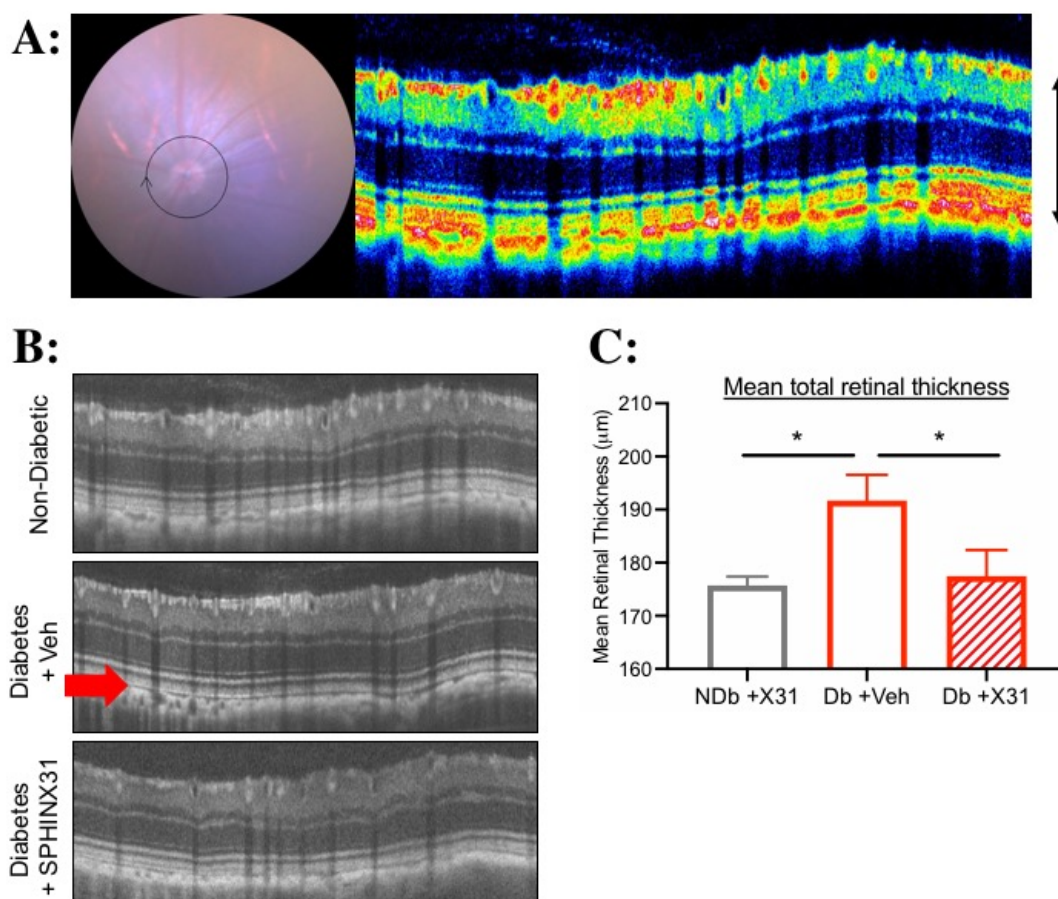 A:
B:
Non-Diabetic
Diabetes
+ Veh
Diabetes
+ SPHINX31
C:
Mean total retinal thickness
Mean Retinal Thickness (μm)
210
200
190
180
170
160
*
*
NDb +X31
Db +Veh
Db +X31